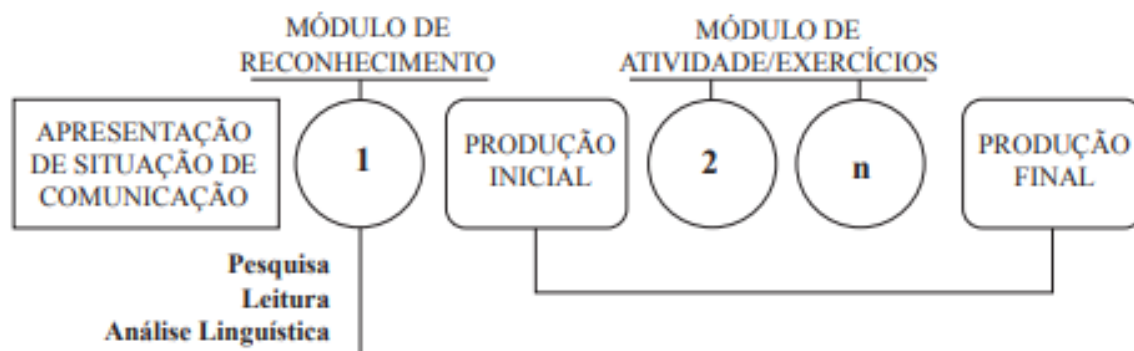 MÓDULO DE
RECONHECIMENTO
MÓDULO DE
ATIVIDADE/EXERCÍCIOS
APRESENTAÇÃO
DE SITUAÇÃO DE
COMUNICAÇÃO
1
PRODUÇÃO
INICIAL
2
n
PRODUÇÃO
FINAL
Pesquisa
Leitura
Análise Linguística